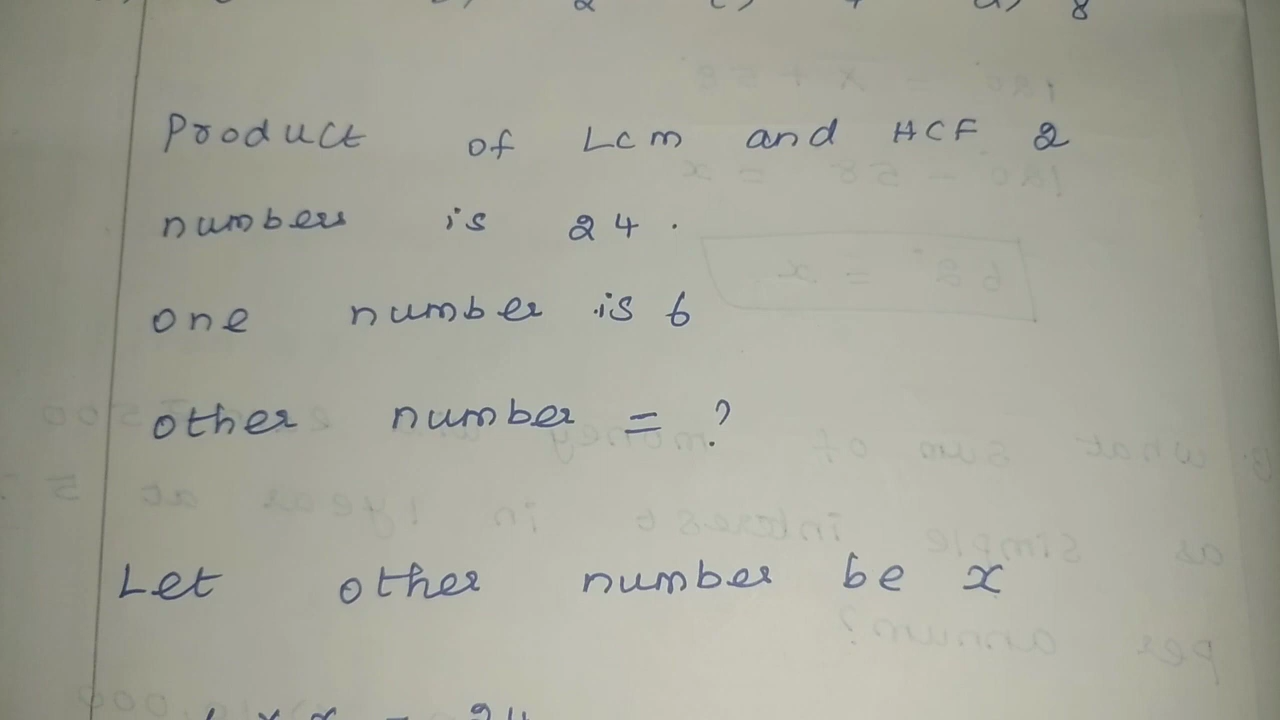 Product of Lcm and HCF 2
numbers is 24.
one number is 6
other number = ?
Let other number be x